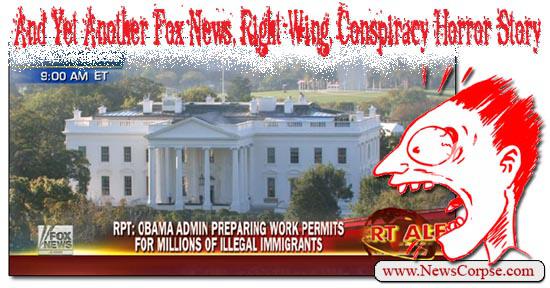 And Yet Another Fox News, Right-Wing, Conspiracy Horror Story
9:00 AM ET
RPT: OBAMA ADMIN PREPARING WORK PERMITS
FOR MILLIONS OF ILLEGAL IMMIGRANTS
FOX
NEWS
RT ALE
www.NewsCorpse.com